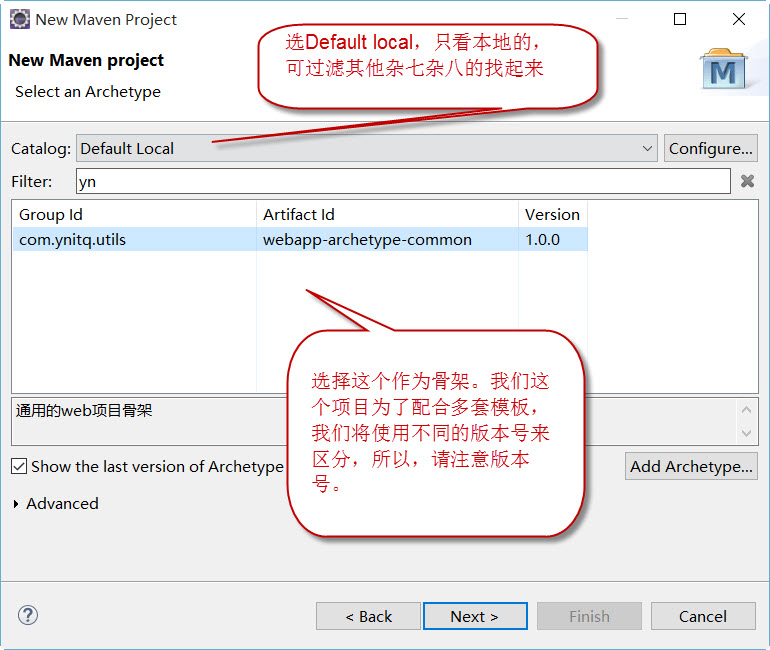 New Maven Project
New Maven project
Select an Archetype
选Default local，只看本地的，
可过滤其他杂七杂八的找起来
M
Catalog: Default Local Configure...
Filter: yn
Group Id Artifact Id Version
com.ynitq.utils webapp-archetype-common 1.0.0
选择这个作为骨架。我们这
个项目为了配合多套模板，
我们将使用不同的版本号来
区分，所以，请注意版本
号。
通用的web项目骨架
Show the last version of Archetype
Add Archetype...
Advanced
?
< Back Next > Finish Cancel